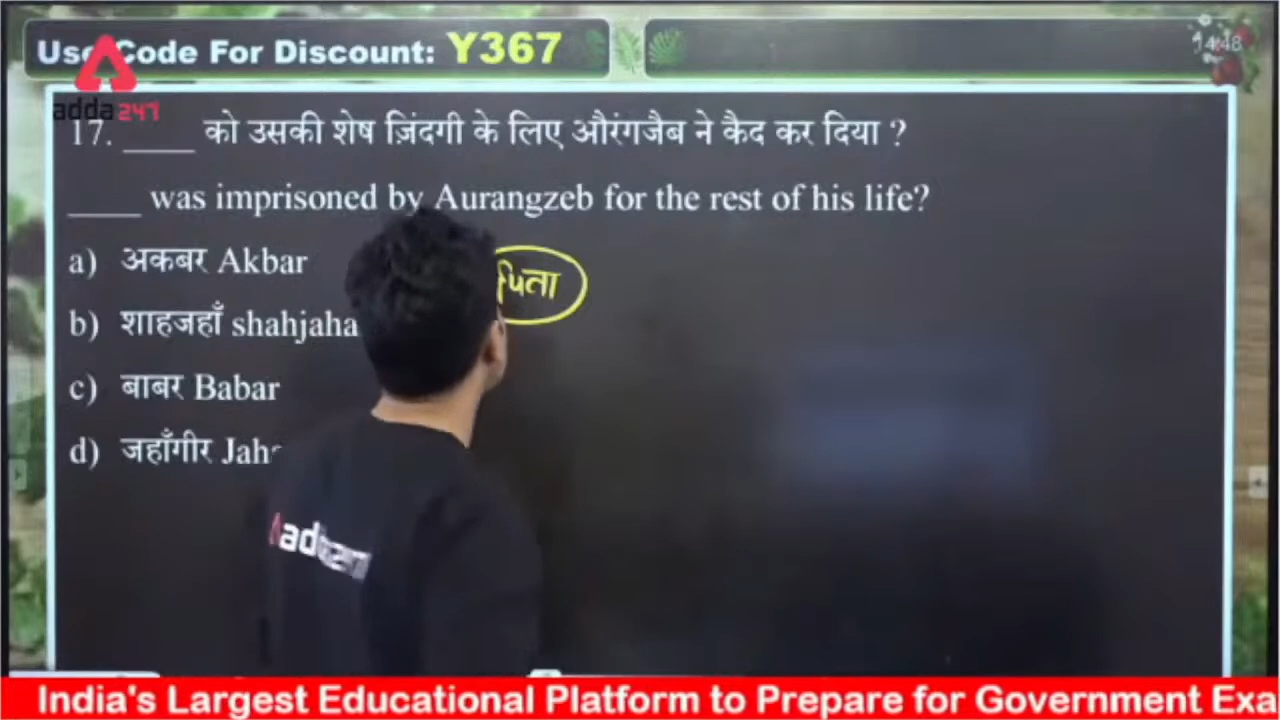 Use Code For Discount: Y367
14:48
adda247
17. ____ को उसकी शेष ज़िंदगी के लिए औरंगजैब ने कैद कर दिया ?
____ was imprisoned by Aurangzeb for the rest of his life?
a) अकबर Akbar
पिता
b) शाहजहाँ shahjaha
c) बाबर Babar
d) जहाँगीर Jaha
India's Largest Educational Platform to Prepare for Government Exa